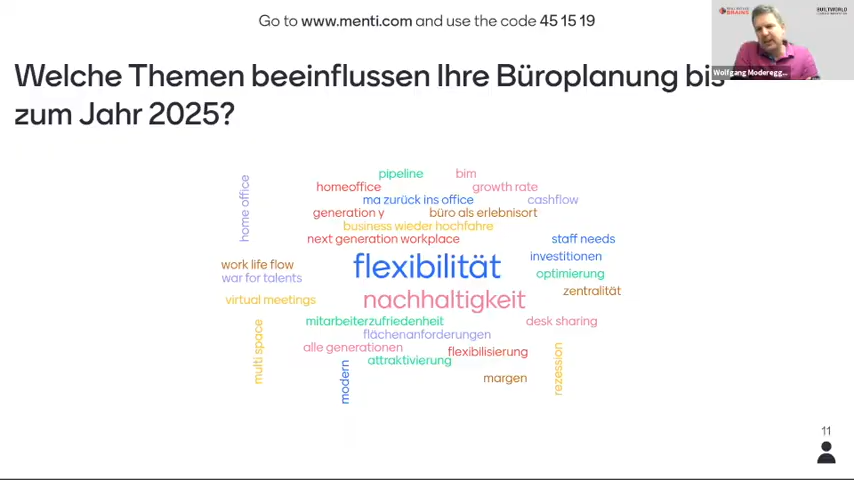 Go to www.menti.com and use the code 45 15 19
BUILTWORLD
Wolfgang Moderegg...
Welche Themen beeinflussen Ihre Büroplanung bis
zum Jahr 2025?
pipeline
bim
homeoffice
growth rate
home office
ma zurück ins office
cashflow
generation y
büro als erlebnisort
business wieder hochfahre
next generation workplace
staff needs
flexibilität
investitionen
work life flow
optimierung
war for talents
zentralität
virtual meetings
nachhaltigkeit
mitarbeiterzufriedenheit
desk sharing
flächenanforderungen
multi space
alle generationen
flexibilisierung
rezession
attraktivierung
modern
margen
11